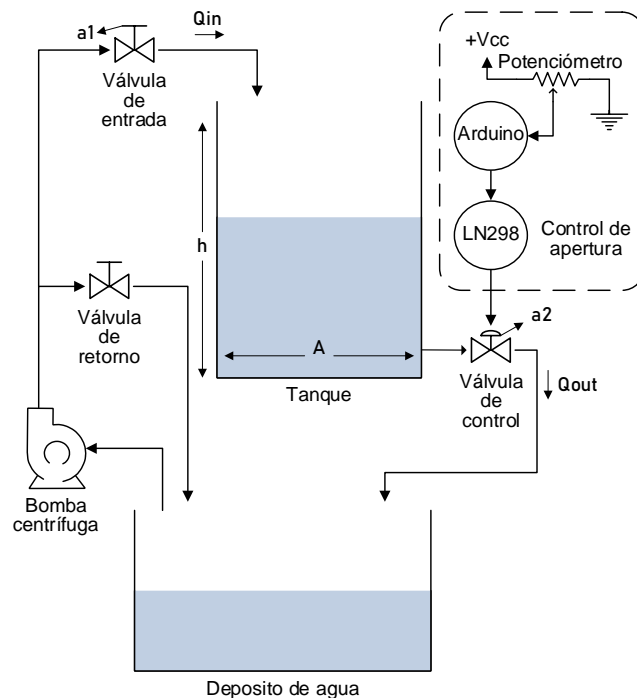 a1
Qin
Válvula
de
entrada
+Vcc
Potenciómetro
Arduino
LN298
Control de
apertura
h
Válvula
de
retorno
A
a2
Tanque
Válvula
de
control
Qout
Bomba
centrífuga
Deposito de agua